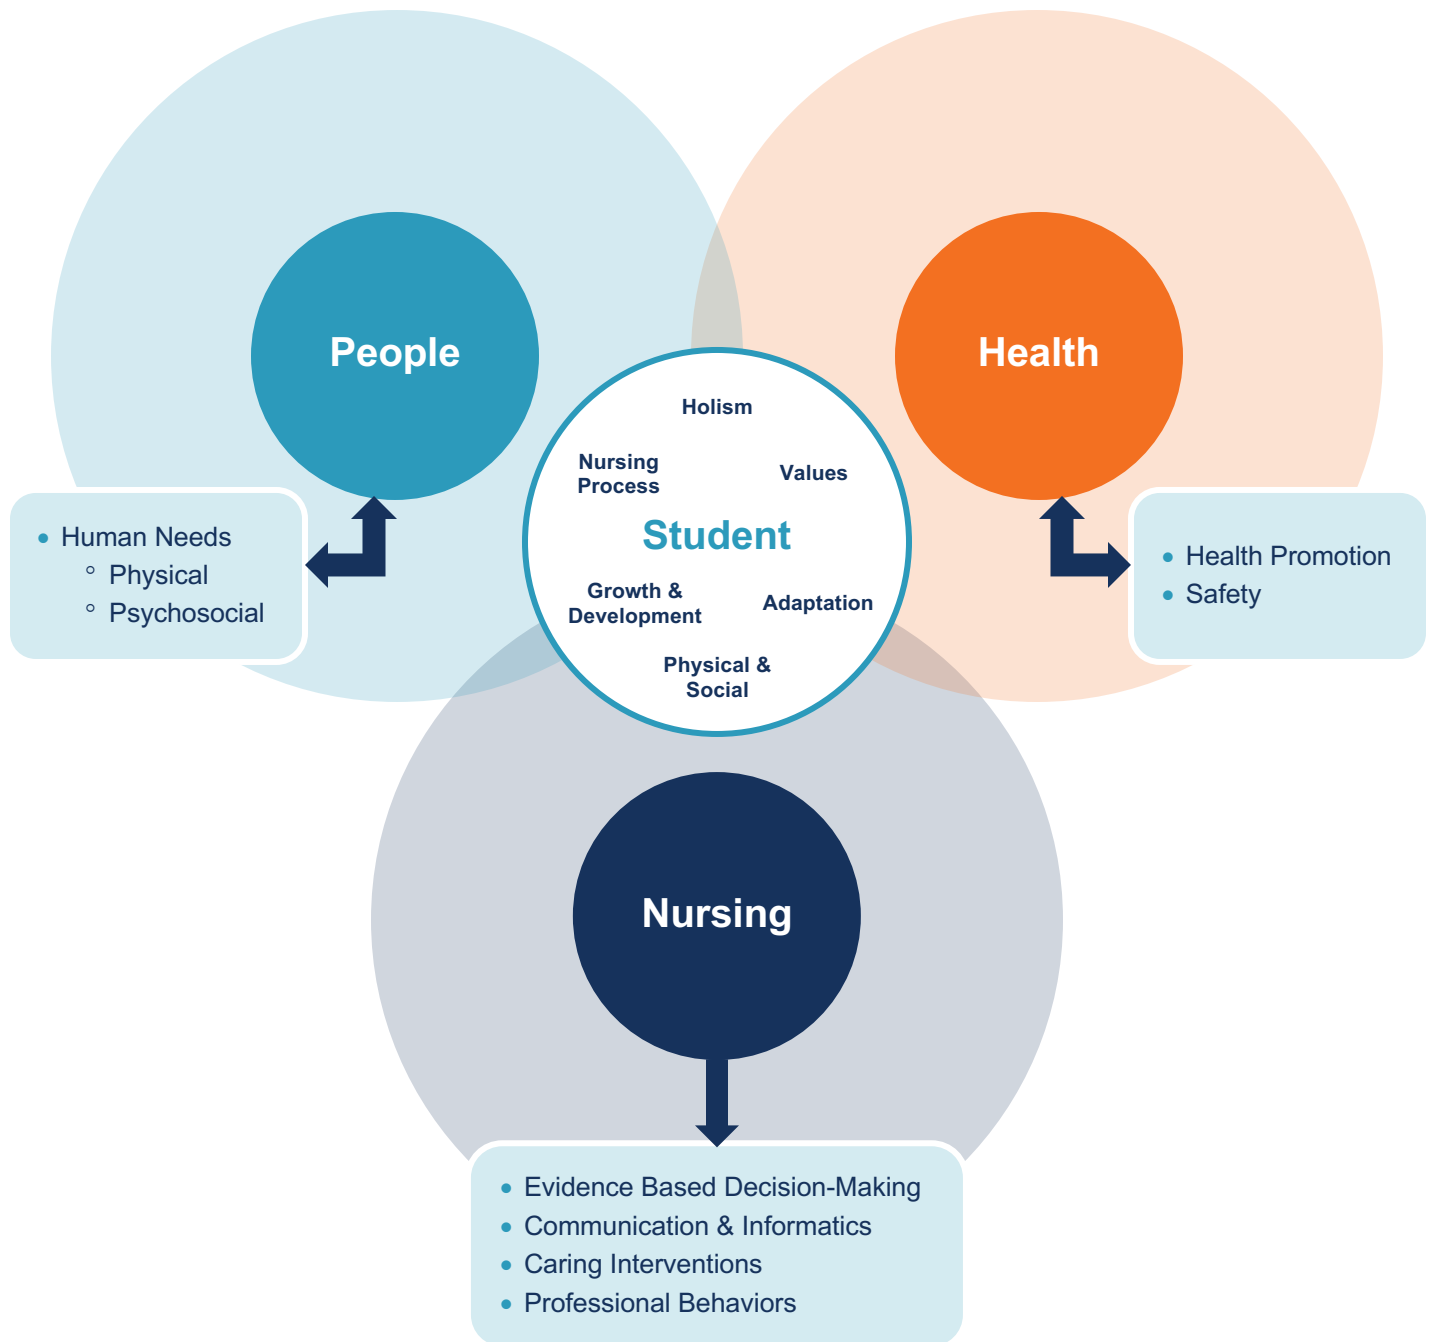 People
Health
Holism
Nursing
Process
Values
Student
Growth &
Development
Adaptation
Physical &
Social
• Human Needs
° Physical
° Psychosocial
• Health Promotion
• Safety
Nursing
• Evidence Based Decision-Making
• Communication & Informatics
• Caring Interventions
• Professional Behaviors